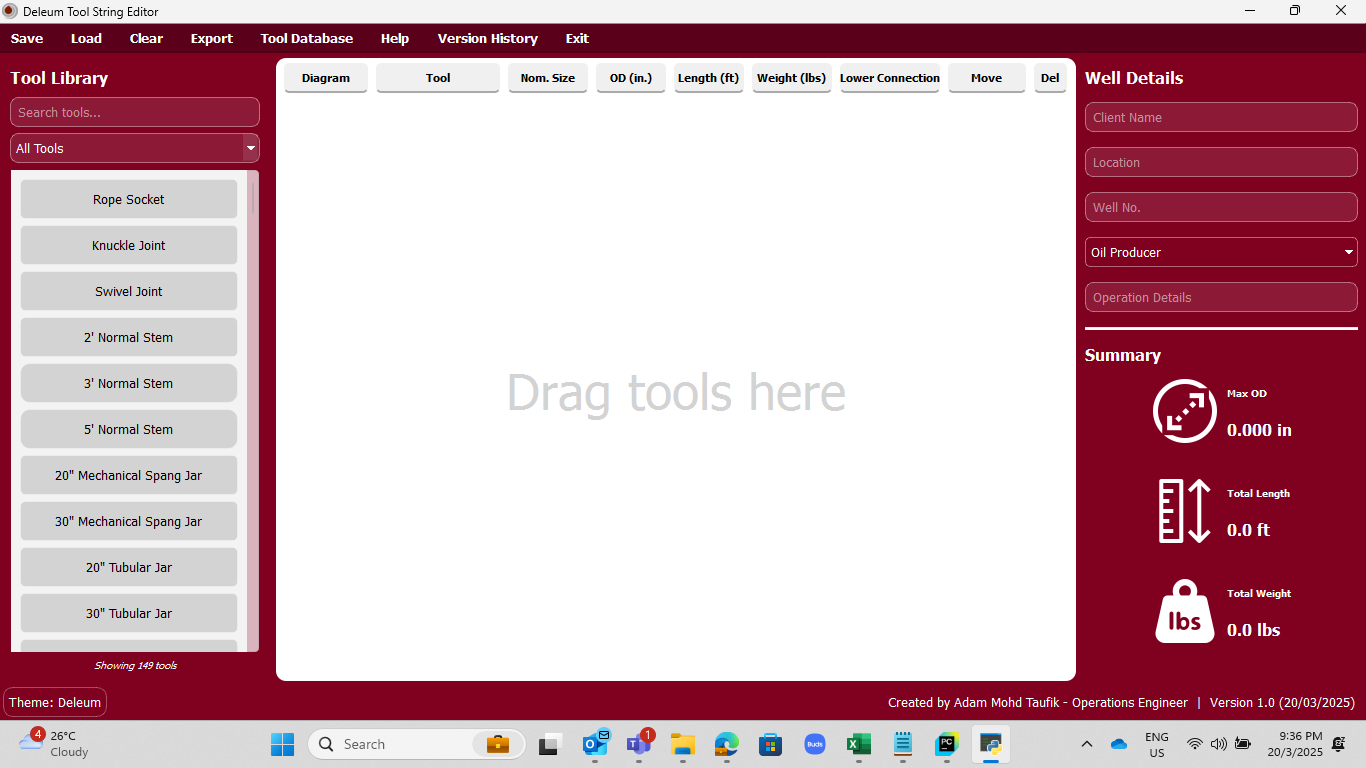 Deleum Tool String Editor
Save Load Clear Export Tool Database Help Version History Exit
Tool Library
Search tools...
All Tools
Rope Socket
Knuckle Joint
Swivel Joint
2' Normal Stem
3' Normal Stem
5' Normal Stem
20" Mechanical Spang Jar
30" Mechanical Spang Jar
20" Tubular Jar
30" Tubular Jar
Showing 149 tools
Diagram Tool Nom. Size OD (in.) Length (ft) Weight (lbs) Lower Connection Move Del
Drag tools here
Well Details
Client Name
Location
Well No.
Oil Producer
Operation Details
Summary
Max OD
0.000 in
Total Length
0.0 ft
lbs
Total Weight
0.0 lbs
Theme: Deleum
Created by Adam Mohd Taufik - Operations Engineer | Version 1.0 (20/03/2025)
4
26°C
Cloudy
Search
1
Buds
PC
ENG
US
9:36 PM
20/3/2025